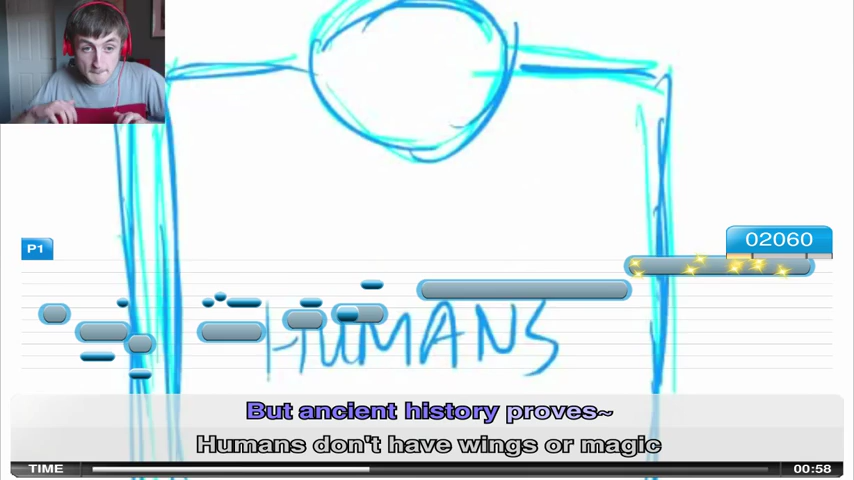 P1
02060
HUMANS
But ancient history proves~
Humans don't have wings or magic
TIME 00:58